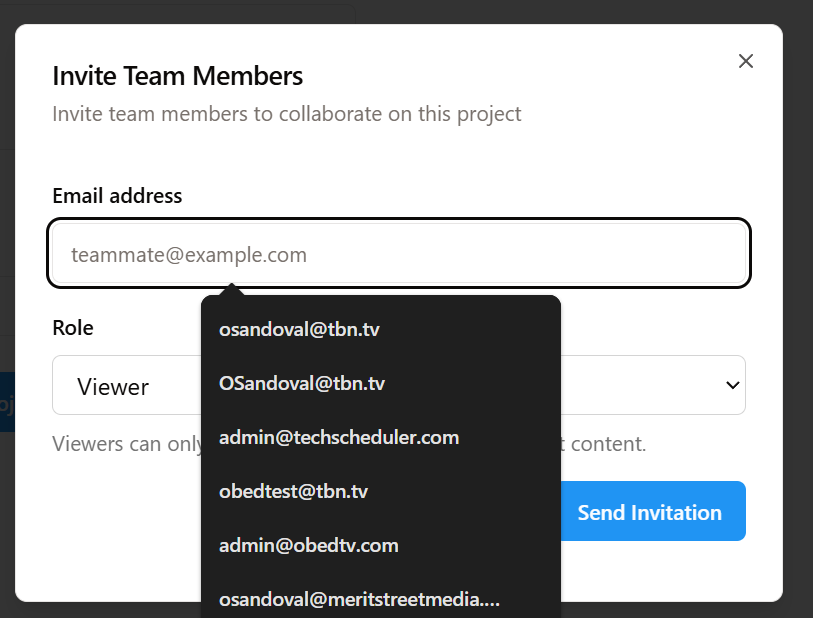 Invite Team Members
Invite team members to collaborate on this project
Email address
teammate@example.com
osandoval@tbn.tv
Role
OSandoval@tbn.tv
Viewer
admin@techscheduler.com
Viewers can only t content.
obedtest@tbn.tv
Send Invitation
admin@obedtv.com
osandoval@meritstreetmedia....